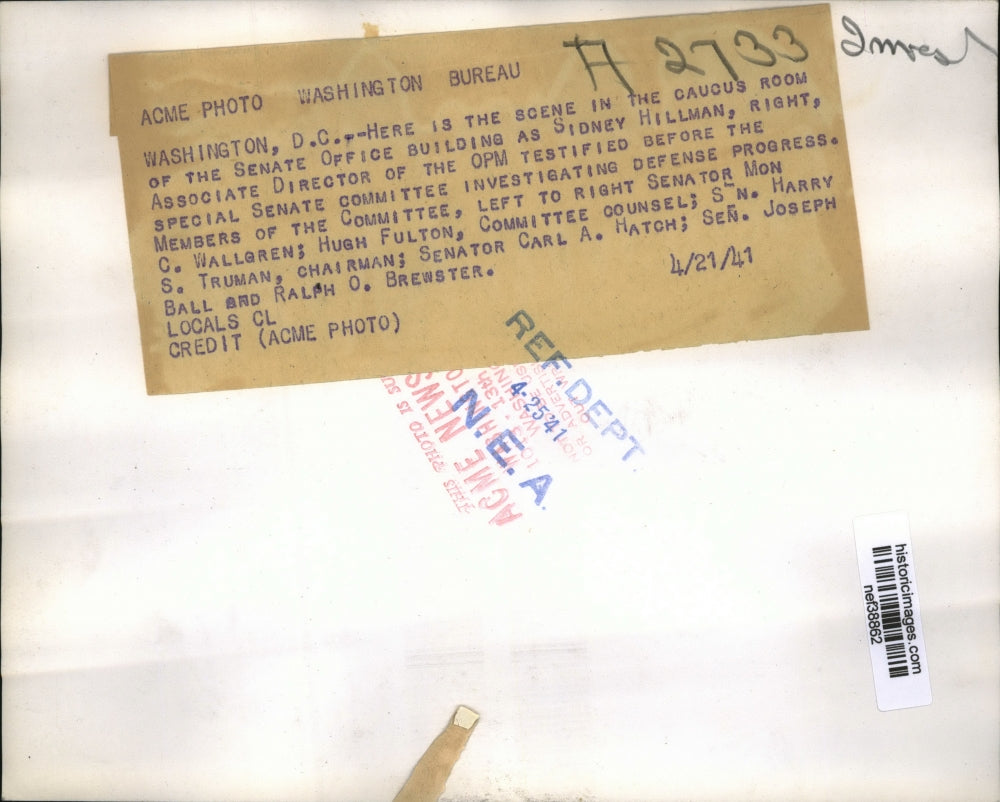 A 2733
ACME PHOTO WASHINGTON BUREAU
WASHINGTON, D.C.--HERE IS THE SCENE IN THE CAUCUS ROOM
OF THE SENATE OFFICE BUILDING AS SIDNEY HILLMAN, RIGHT,
ASSOCIATE DIRECTOR OF THE OPM TESTIFIED BEFORE THE
SPECIAL SENATE COMMITTEE INVESTIGATING DEFENSE PROGRESS.
MEMBERS OF THE COMMITTEE, LEFT TO RIGHT SENATOR MON
C. WALLGREN; HUGH FULTON, COMMITTEE COUNSEL; SEN. HARRY
S. TRUMAN, CHAIRMAN; SENATOR CARL A. HATCH; SEN. JOSEPH
BALL AND RALPH O. BREWSTER.
4/21/41
LOCALS CL
CREDIT (ACME PHOTO)
REF. DEPT
4-25 41
N.E.A.
ACME NEWS
THIS PHOTO IS
historicimages.com
nef38862